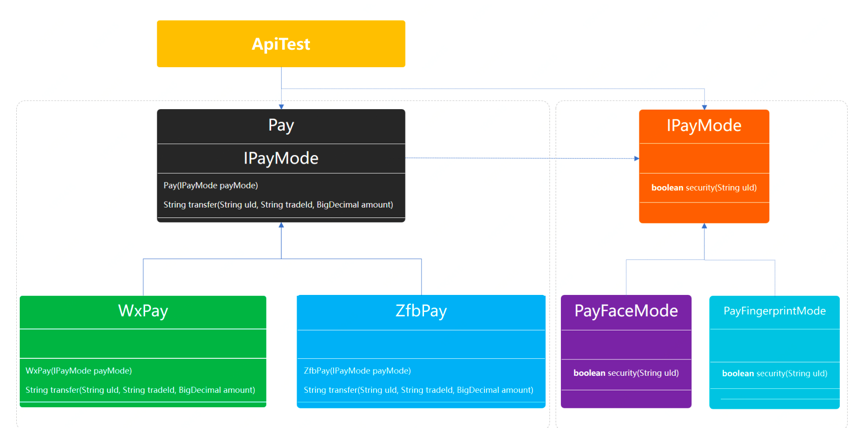 ApiTest
Pay
IPayMode
Pay(IPayMode payMode)
String transfer(String uId, String tradeId, BigDecimal amount)
IPayMode
boolean security(String uId)
WxPay
WxPay(IPayMode payMode)
String transfer(String uId, String tradeId, BigDecimal amount)
ZfbPay
ZfbPay(IPayMode payMode)
String transfer(String uId, String tradeId, BigDecimal amount)
PayFaceMode
boolean security(String uId)
PayFingerprintMode
boolean security(String uId)